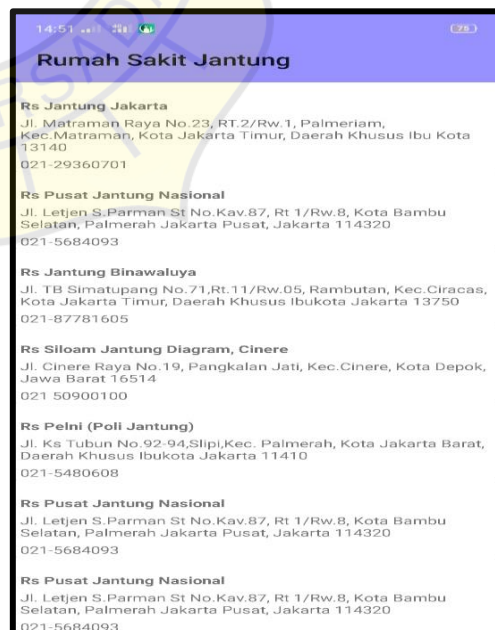 14:51
75
Rumah Sakit Jantung
Rs Jantung Jakarta
Jl. Matraman Raya No.23, RT.2/Rw.1, Palmeriam,
Kec.Matraman, Kota Jakarta Timur, Daerah Khusus Ibu Kota
13140
021-29360701
Rs Pusat Jantung Nasional
Jl. Letjen S.Parman St No.Kav.87, Rt 1/Rw.8, Kota Bambu
Selatan, Palmerah Jakarta Pusat, Jakarta 114320
021-5684093
Rs Jantung Binawaluya
Jl. TB Simatupang No.71,Rt.11/Rw.05, Rambutan, Kec.Ciracas,
Kota Jakarta Timur, Daerah Khusus Ibukota Jakarta 13750
021-87781605
Rs Siloam Jantung Diagram, Cinere
Jl. Cinere Raya No.19, Pangkalan Jati, Kec.Cinere, Kota Depok,
Jawa Barat 16514
021 50900100
Rs Pelni (Poli Jantung)
Jl. Ks Tubun No.92-94,Slipi,Kec. Palmerah, Kota Jakarta Barat,
Daerah Khusus Ibukota Jakarta 11410
021-5480608
Rs Pusat Jantung Nasional
Jl. Letjen S.Parman St No.Kav.87, Rt 1/Rw.8, Kota Bambu
Selatan, Palmerah Jakarta Pusat, Jakarta 114320
021-5684093
Rs Pusat Jantung Nasional
Jl. Letjen S.Parman St No.Kav.87, Rt 1/Rw.8, Kota Bambu
Selatan, Palmerah Jakarta Pusat, Jakarta 114320
021-5684093